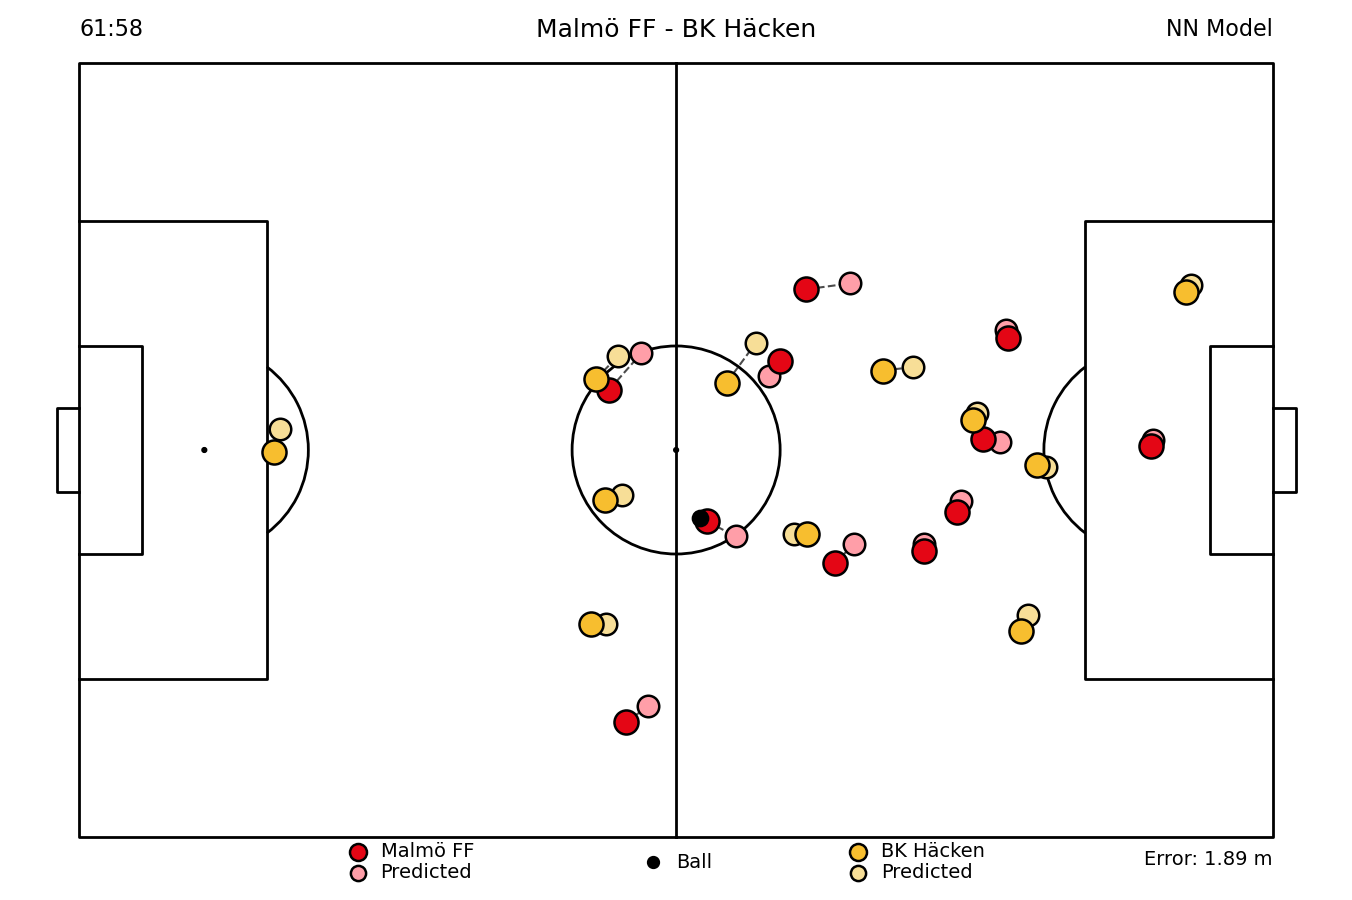 61:58
Malmö FF - BK Häcken
NN Model
Malmö FF
Predicted
Ball
BK Häcken
Predicted
Error: 1.89 m